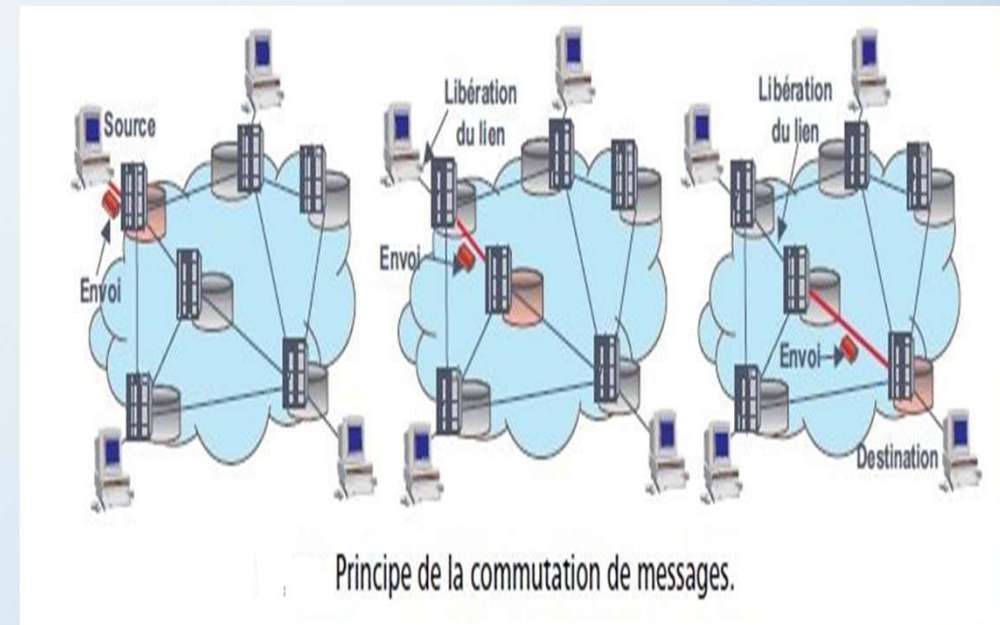 Source
Envoi
Libération
du lien
Envoi
Libération
du lien
Envoi
Destination
Principe de la commutation de messages.